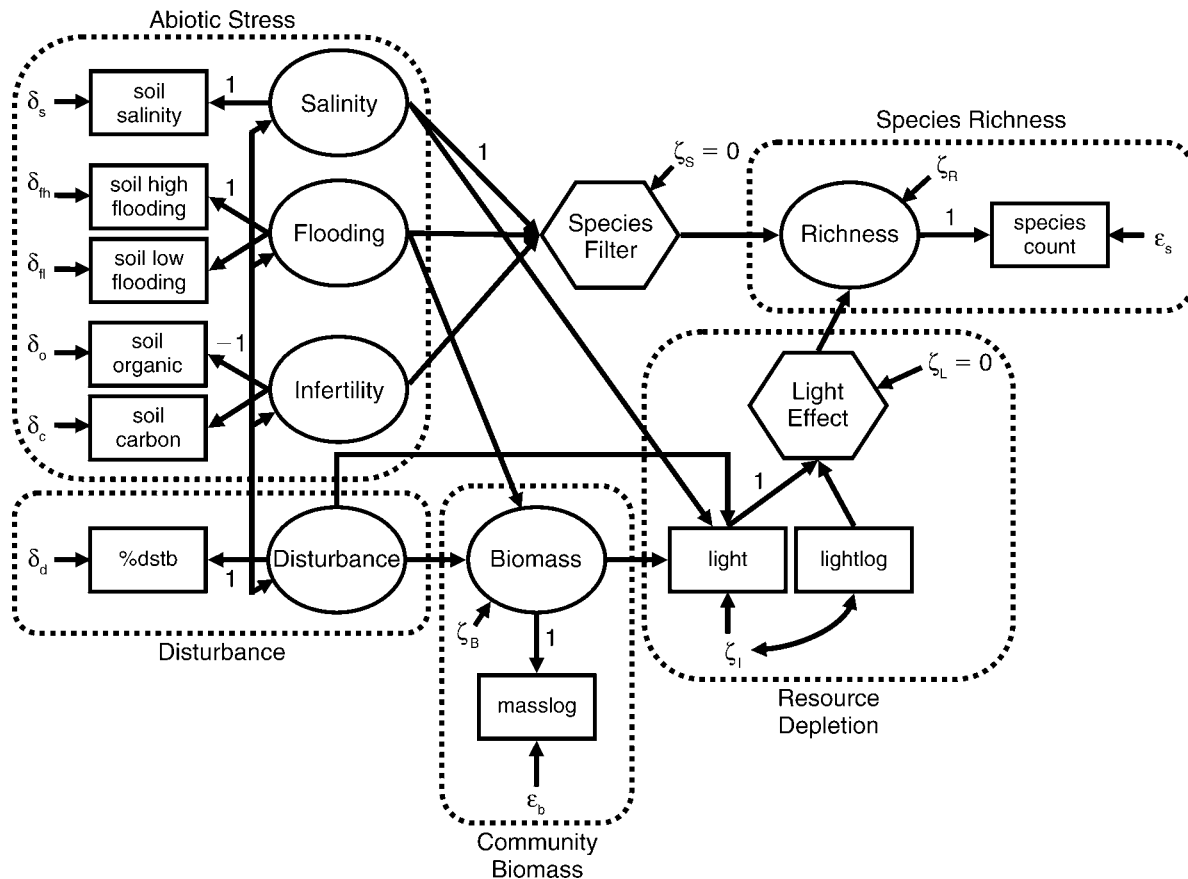 Abiotic Stress
δs
soil
salinity
1
Salinity
δfh
soil high
flooding
1
Flooding
δfl
soil low
flooding
δo
soil
organic
−1
Infertility
δc
soil
carbon
1
Species
Filter
ζS = 0
Species Richness
ζR
Richness
1
species
count
εs
Light
Effect
ζL = 0
1
δd
%dstb
1
Disturbance
Disturbance
Biomass
ζB
1
masslog
εb
Community
Biomass
light
lightlog
ζl
Resource
Depletion